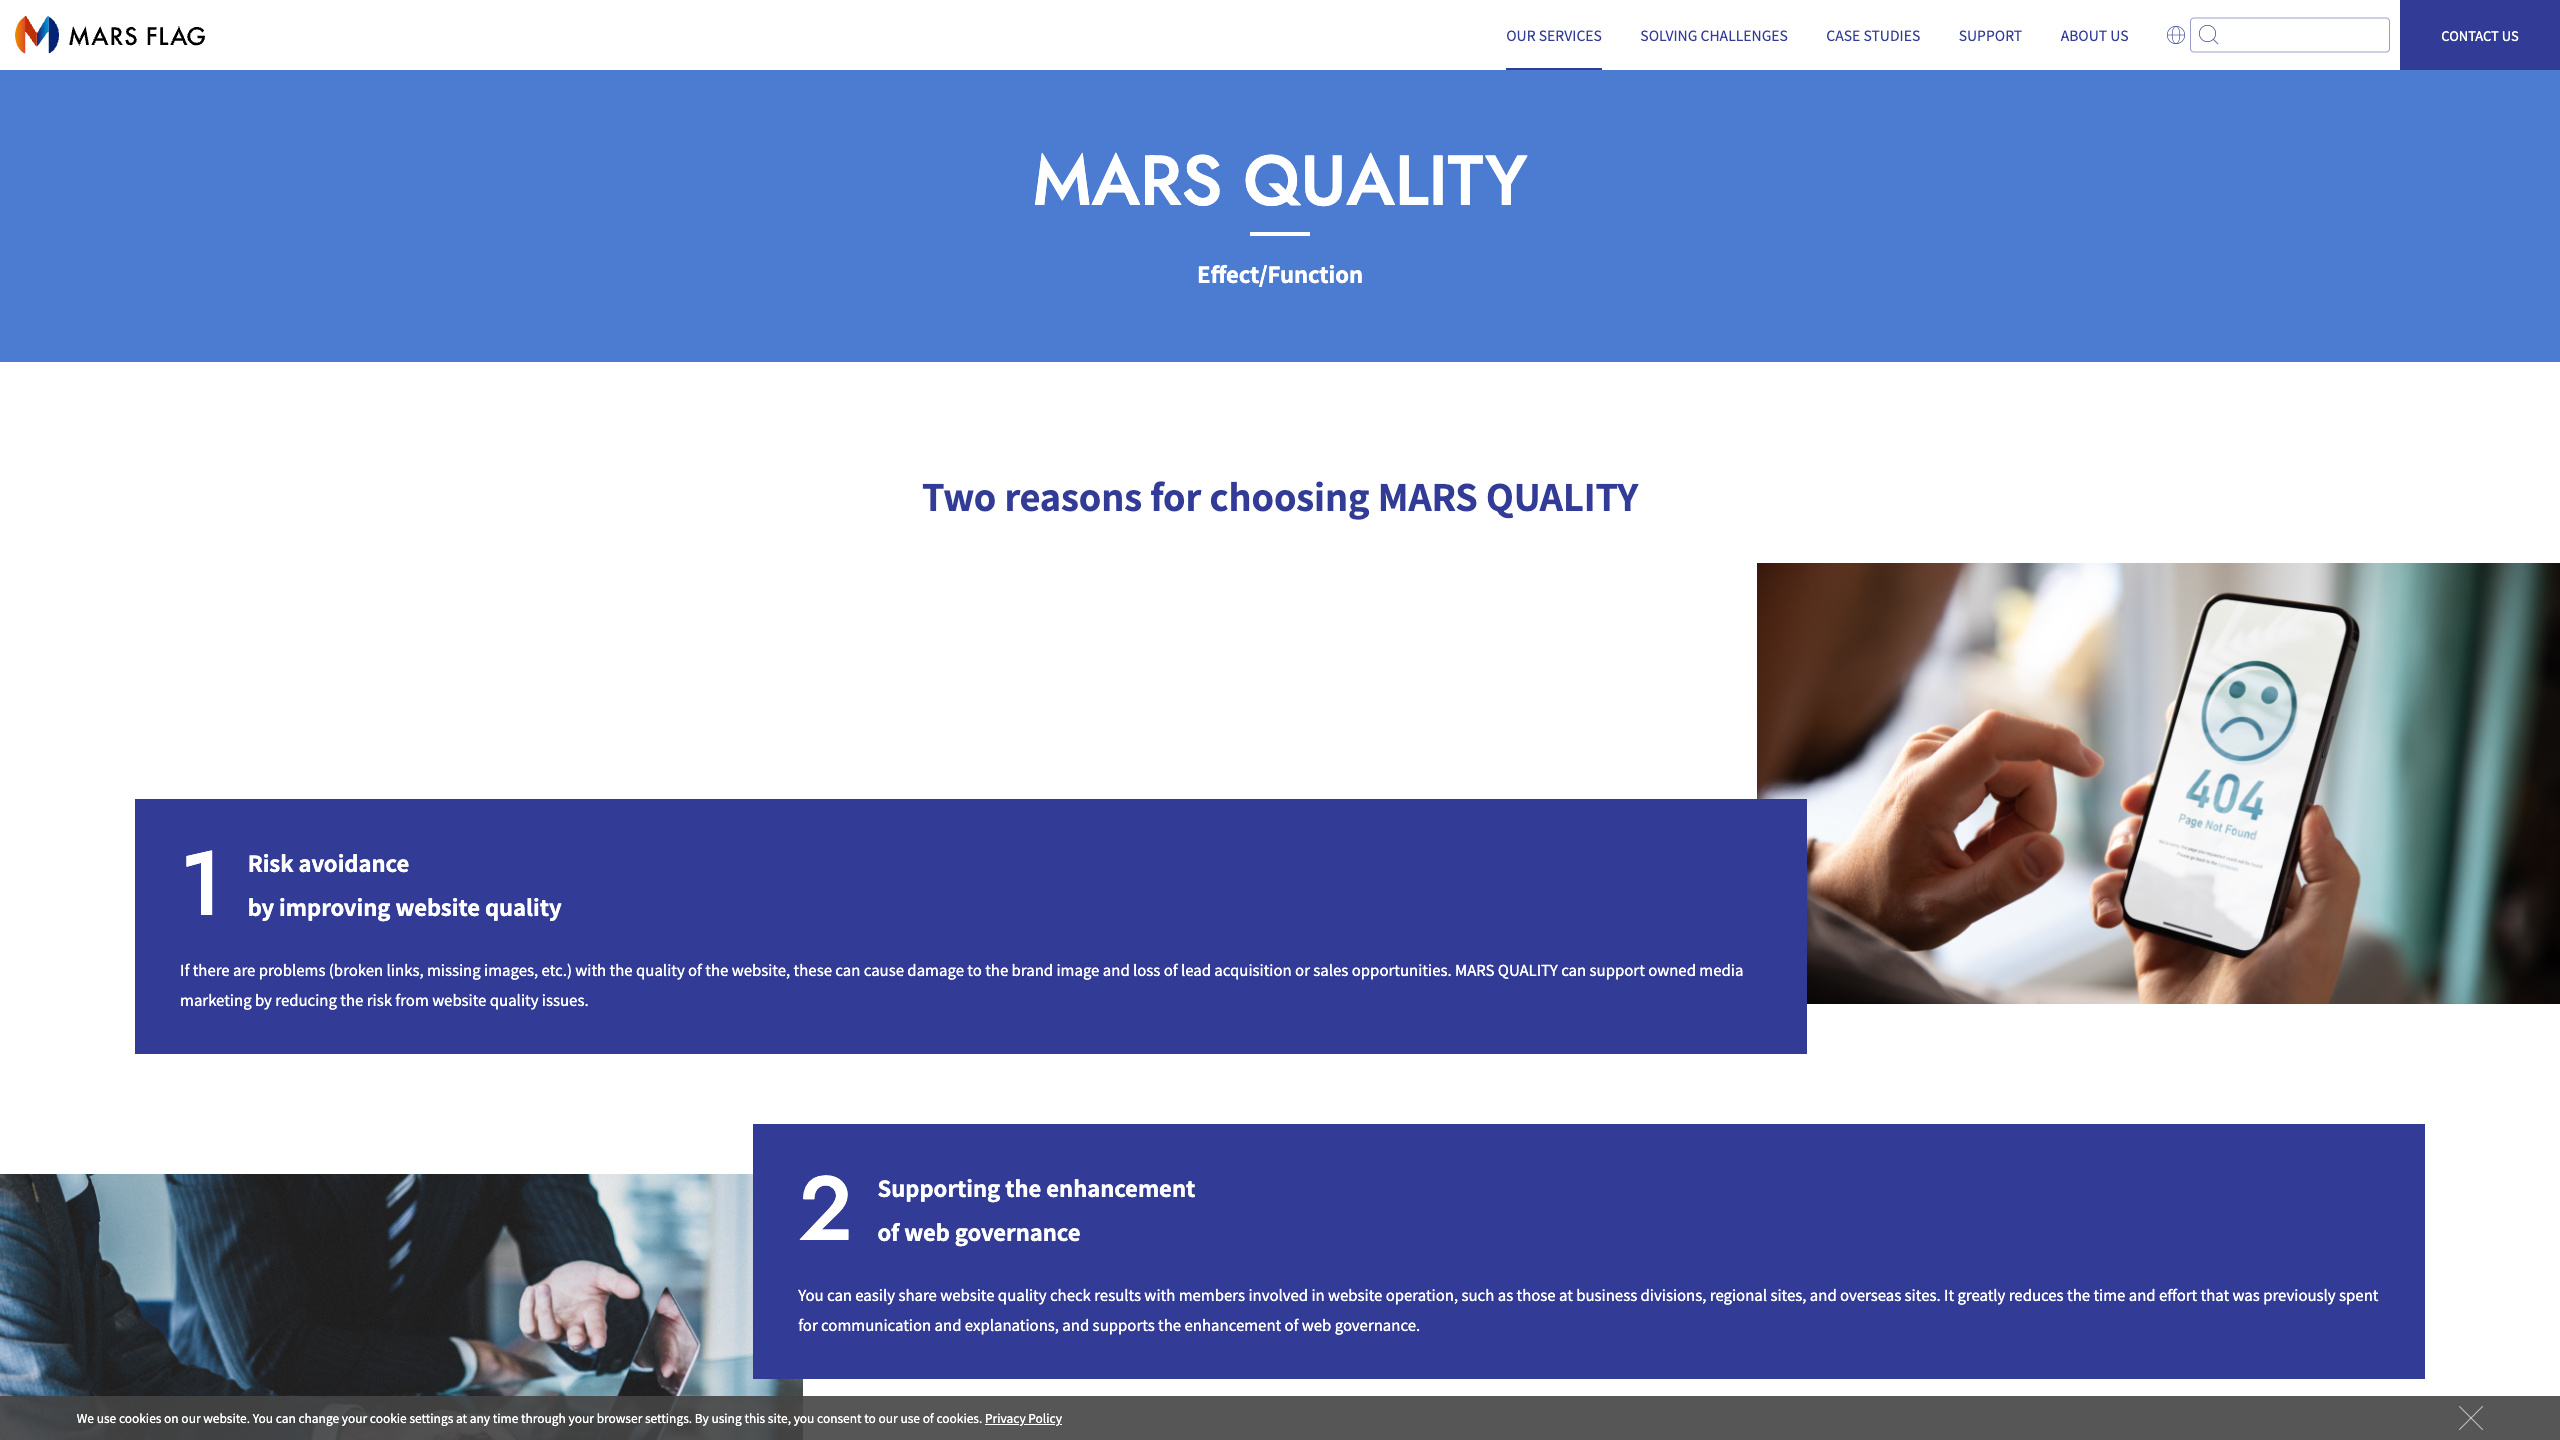 MARS FLAG
OUR SERVICES
SOLVING CHALLENGES
CASE STUDIES
SUPPORT
ABOUT US
CONTACT US
MARS QUALITY
Effect/Function
Two reasons for choosing MARS QUALITY
404
Page Not Found
1
Risk avoidance
by improving website quality
If there are problems (broken links, missing images, etc.) with the quality of the website, these can cause damage to the brand image and loss of lead acquisition or sales opportunities. MARS QUALITY can support owned media
marketing by reducing the risk from website quality issues.
2
Supporting the enhancement
of web governance
You can easily share website quality check results with members involved in website operation, such as those at business divisions, regional sites, and overseas sites. It greatly reduces the time and effort that was previously spent
for communication and explanations, and supports the enhancement of web governance.
We use cookies on our website. You can change your cookie settings at any time through your browser settings. By using this site, you consent to our use of cookies. Privacy Policy